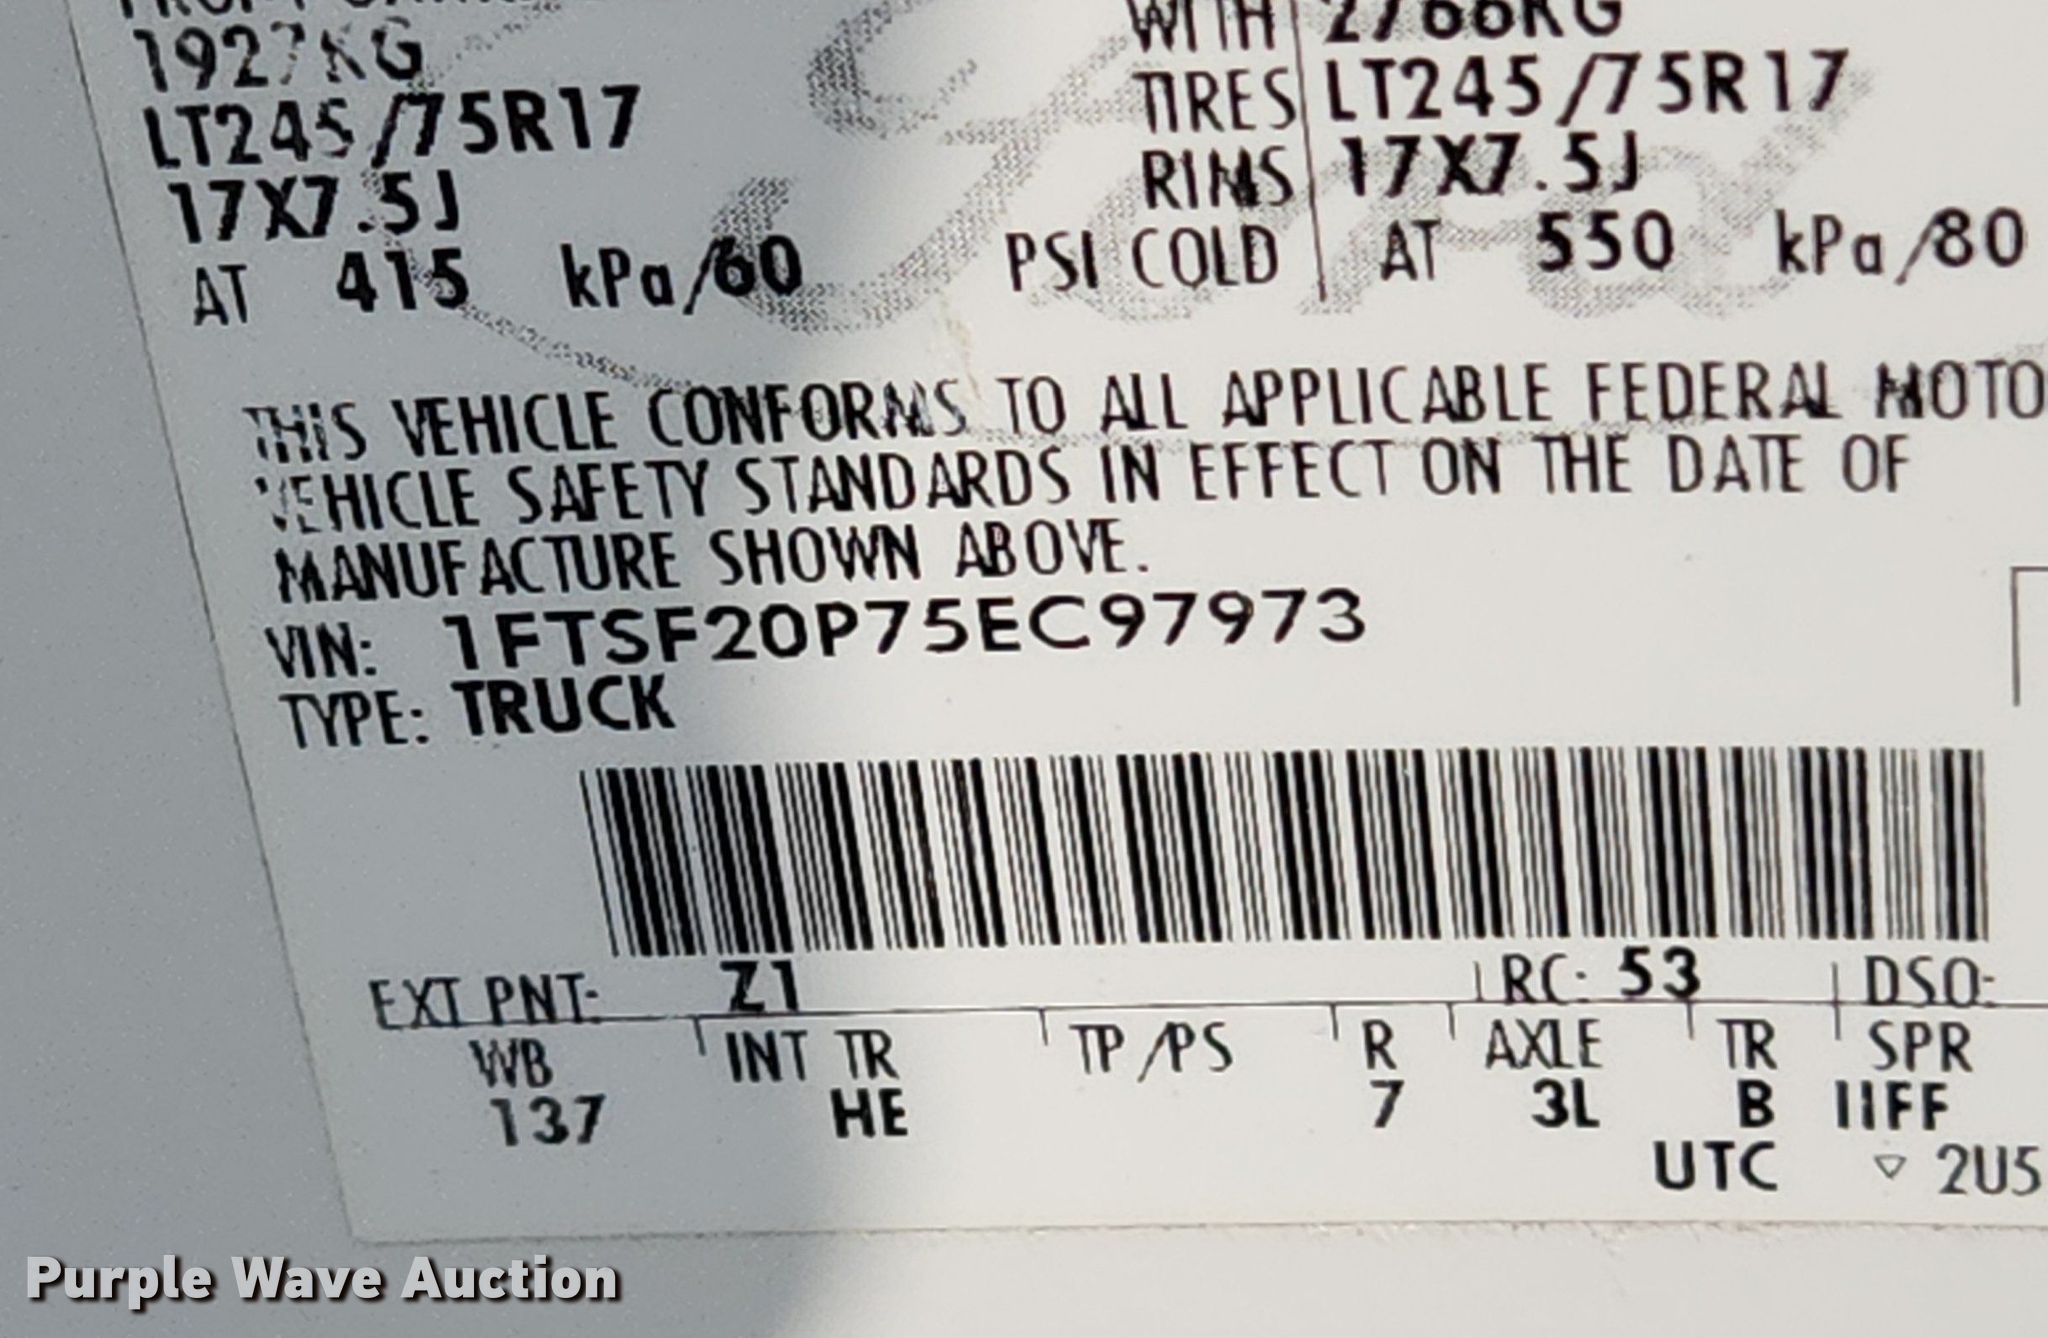 1927KG
LT245/75R17
17X7.5J
AT 415 kPa/60
WITH 2766KG
TIRES LT245/75R17
RIMS 17X7.5J
PSI COLD AT 550 kPa/80
THIS VEHICLE CONFORMS TO ALL APPLICABLE FEDERAL MOTO
VEHICLE SAFETY STANDARDS IN EFFECT ON THE DATE OF
MANUFACTURE SHOWN ABOVE.
VIN: 1FTSF20P75EC97973
TYPE: TRUCK
EXT PNT: Z1 RC: 53 DSO:
WB INT TR TP/PS R AXLE TR SPR
137 HE 7 3L B IIFF
UTC ▽ 2U5
Ford
Purple Wave Auction